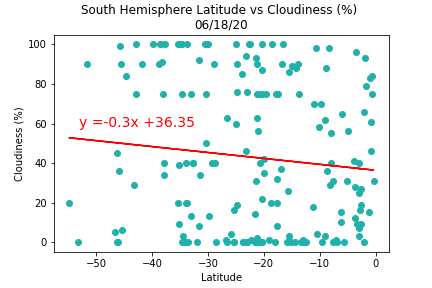 South Hemisphere Latitude vs Cloudiness (%)
06/18/20
100
80
60
40
20
0
Cloudiness (%)
y =-0.3x +36.35
−50 −40 −30 −20 −10 0
Latitude